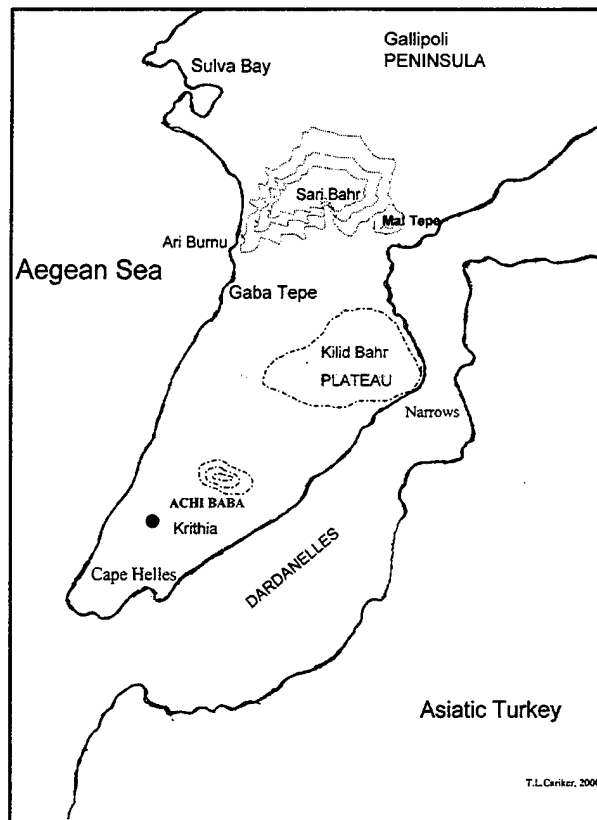 Gallipoli
PENINSULA
Sulva Bay
Sari Bahr
Mal Tepe
Ari Burnu
Aegean Sea
Gaba Tepe
Kilid Bahr
PLATEAU
Narrows
ACHI BABA
Krithia
Cape Helles
DARDANELLES
Asiatic Turkey
T.L.Cariker, 2000